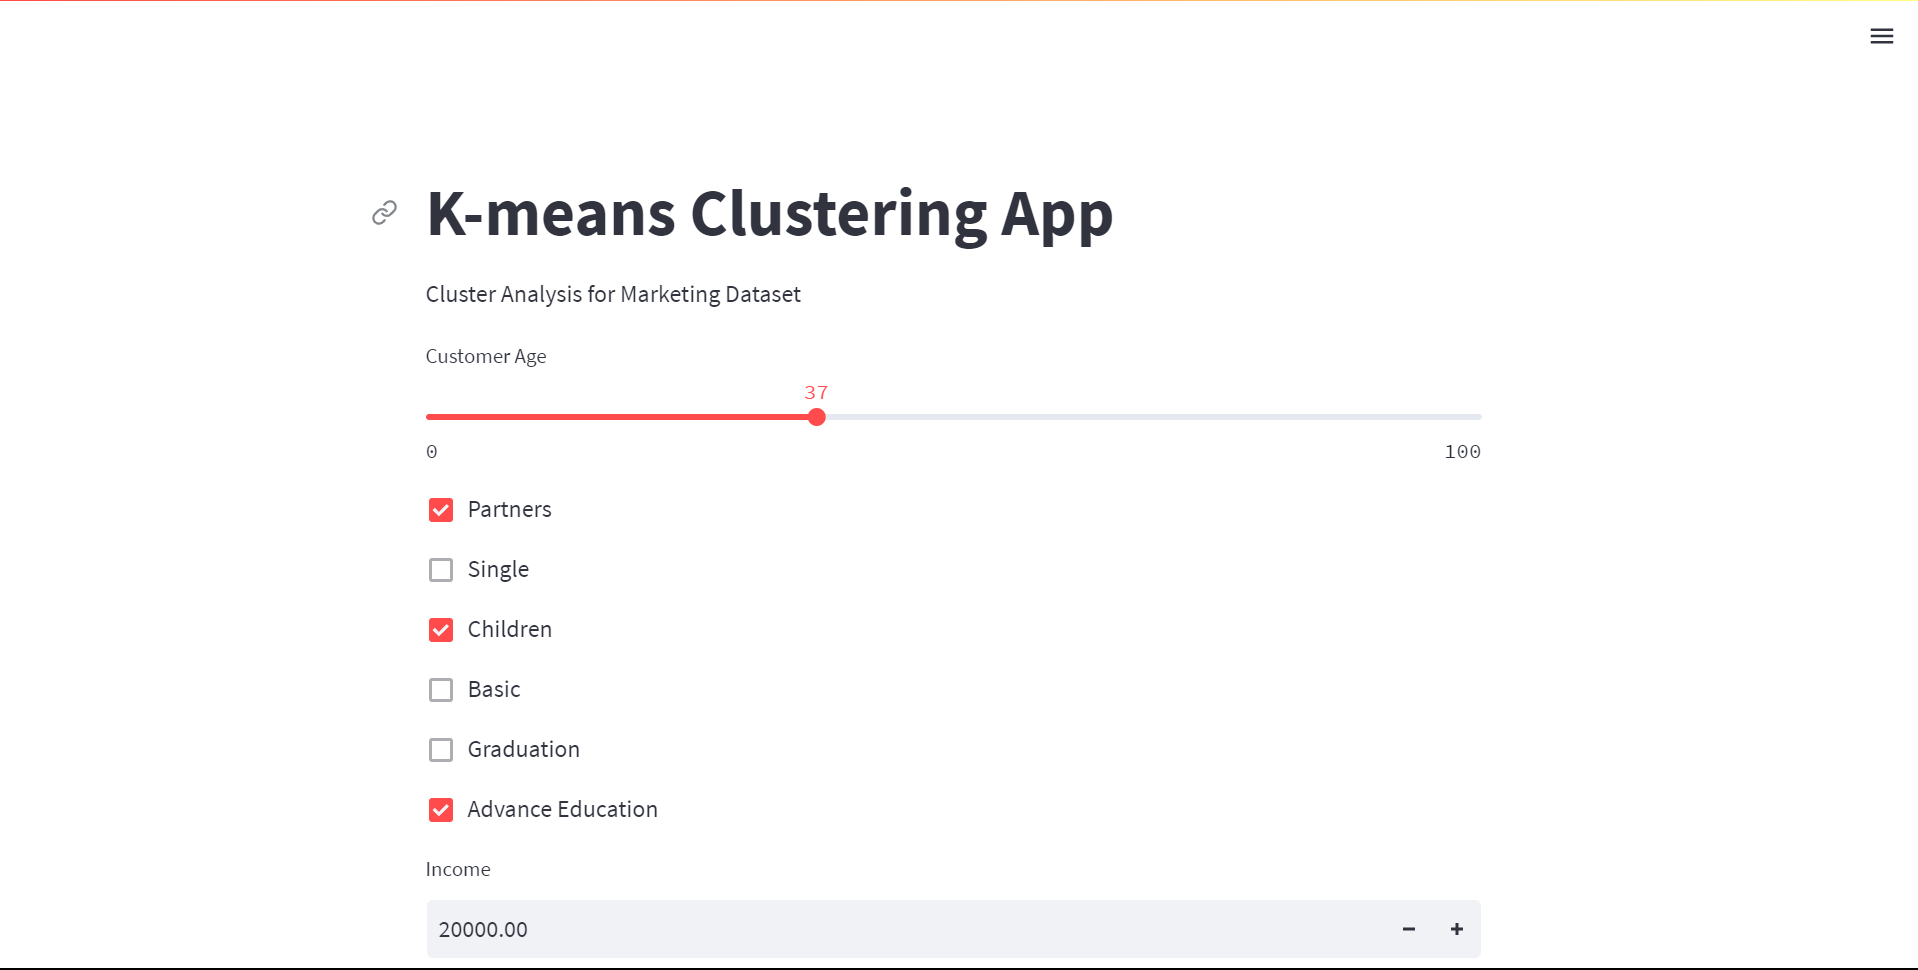 K-means Clustering App
Cluster Analysis for Marketing Dataset
Customer Age
37
0 100
Partners
Single
Children
Basic
Graduation
Advance Education
Income
20000.00